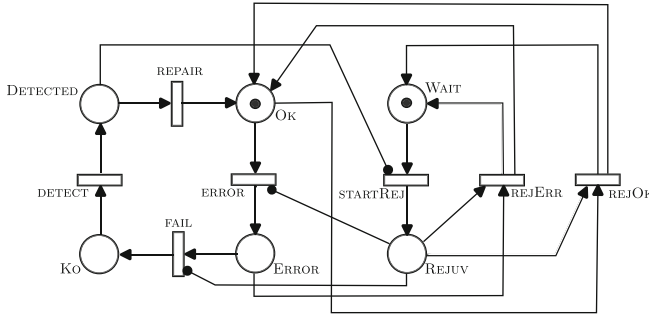 REPAIR
DETECTED
WAIT
OK
DETECT
ERROR
STARTREJ
REJERR
REJOK
FAIL
KO
ERROR
REJUV